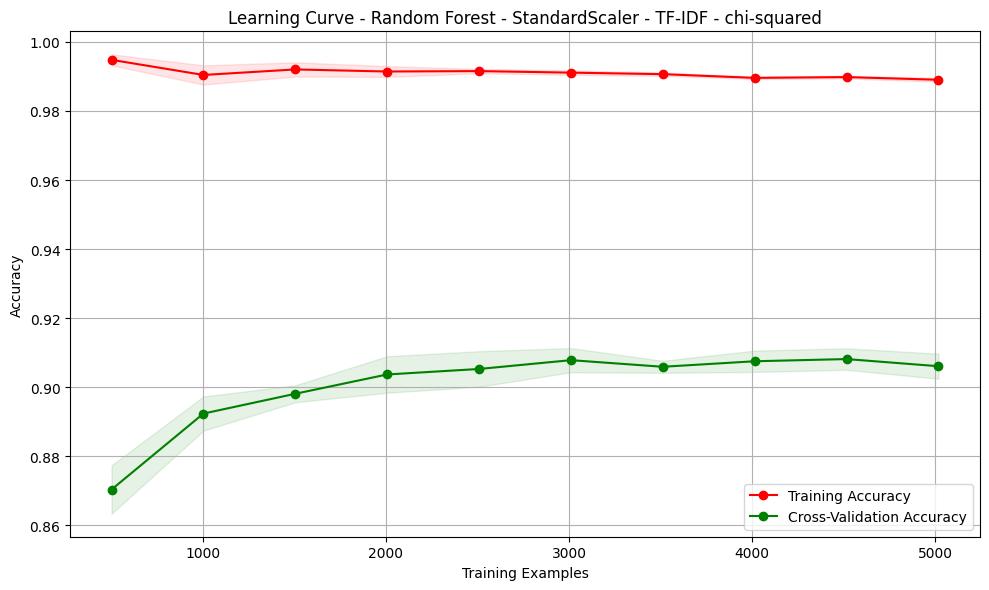 Learning Curve - Random Forest - StandardScaler - TF-IDF - chi-squared
1.00
0.98
0.96
0.94
0.92
0.90
0.88
0.86
Accuracy
Training Accuracy
Cross-Validation Accuracy
1000 2000 3000 4000 5000
Training Examples